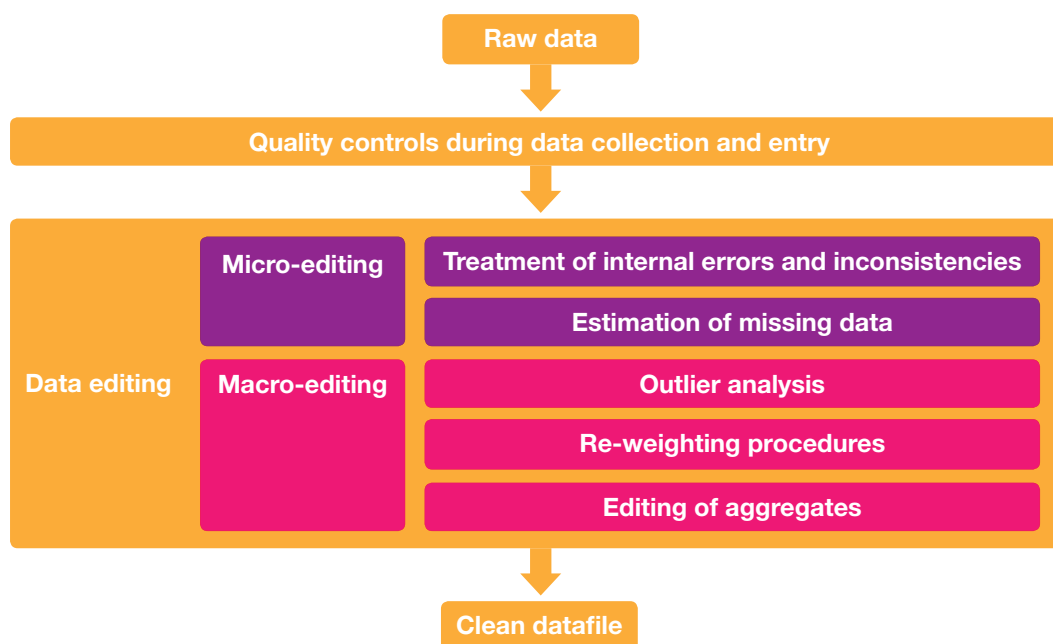 Raw data
Quality controls during data collection and entry
Data editing
Micro-editing
Treatment of internal errors and inconsistencies
Estimation of missing data
Macro-editing
Outlier analysis
Re-weighting procedures
Editing of aggregates
Clean datafile